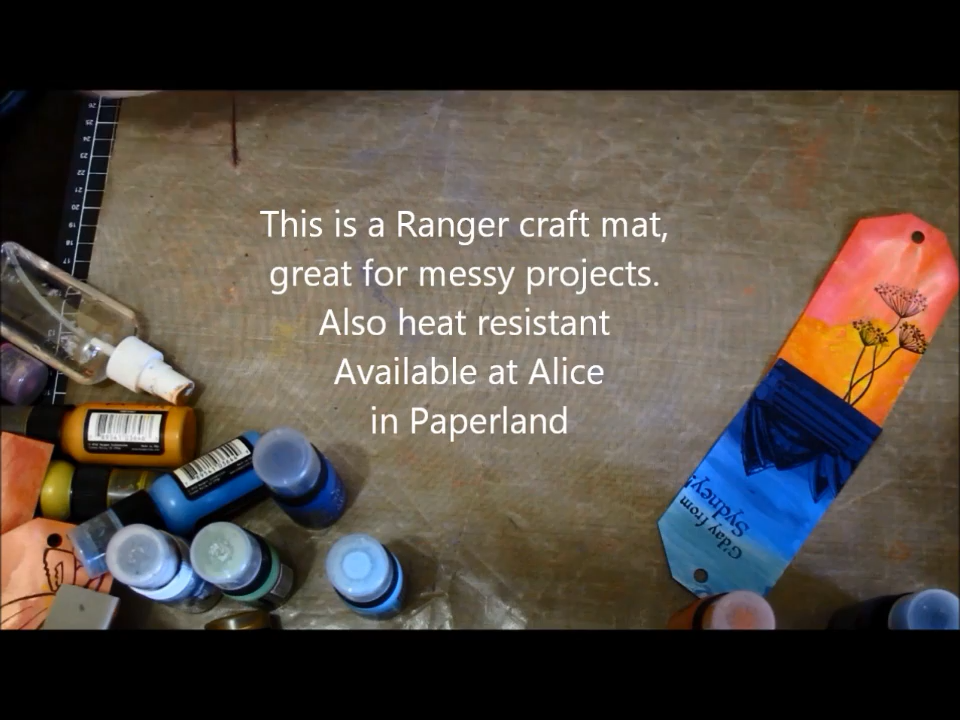 This is a Ranger craft mat,
great for messy projects.
Also heat resistant
Available at Alice
in Paperland
G'day from
Sydney!